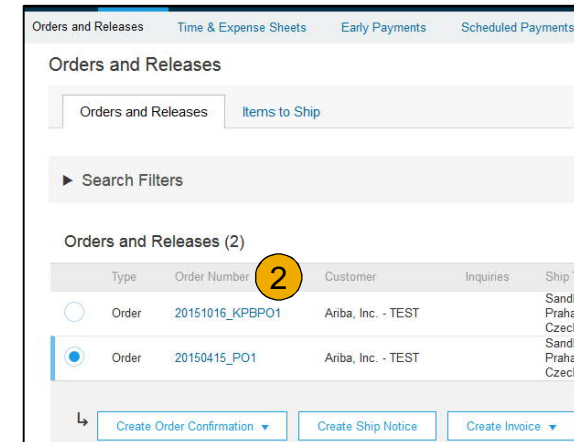 Orders and Releases Time & Expense Sheets Early Payments Scheduled Payments
Orders and Releases
Orders and Releases Items to Ship
► Search Filters
Orders and Releases (2)
Type Order Number 2 Customer Inquiries Ship
Order 20151016_KPBPO1 Ariba, Inc. - TEST
Order 20150415_PO1 Ariba, Inc. - TEST
↳ Create Order Confirmation ▼ Create Ship Notice Create Invoice ▼